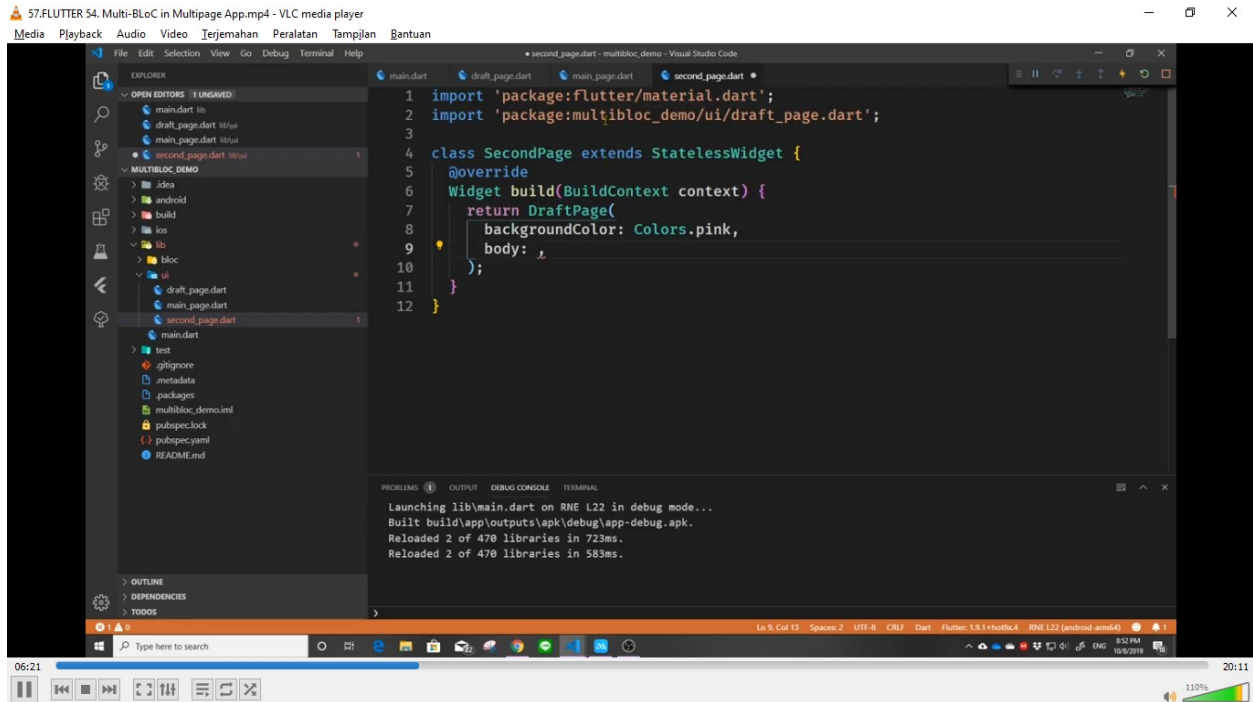 57.FLUTTER 54. Multi-BLoC in Multipage App.mp4 - VLC media player
Media Playback Audio Video Terjemahan Peralatan Tampilan Bantuan
File Edit Selection View Go Debug Terminal Help
● second_page.dart - multibloc_demo - Visual Studio Code
EXPLORER
OPEN EDITORS 1 UNSAVED
main.dart lib
draft_page.dart lib\ui
main_page.dart lib\ui
● second_page.dart lib\ui 1
MULTIBLOC_DEMO
.idea
android
build
ios
lib
bloc
ui
draft_page.dart
main_page.dart
second_page.dart 1
main.dart
test
.gitignore
.metadata
.packages
multibloc_demo.iml
pubspec.lock
pubspec.yaml
README.md
OUTLINE
DEPENDENCIES
TODOS
main.dart draft_page.dart main_page.dart second_page.dart ●
1 import 'package:flutter/material.dart';
2 import 'package:multibloc_demo/ui/draft_page.dart';
3
4 class SecondPage extends StatelessWidget {
5 @override
6 Widget build(BuildContext context) {
7 return DraftPage(
8 backgroundColor: Colors.pink,
9 body: ,
10 );
11 }
12 }
PROBLEMS 1 OUTPUT DEBUG CONSOLE TERMINAL
Launching lib\main.dart on RNE L22 in debug mode...
Built build\app\outputs\apk\debug\app-debug.apk.
Reloaded 2 of 470 libraries in 723ms.
Reloaded 2 of 470 libraries in 583ms.
1 0
Ln 9, Col 13 Spaces: 2 UTF-8 CRLF Dart Flutter: 1.9.1+hotfix.4 RNE L22 (android-arm64) 1
Type here to search
ENG 8:52 PM
10/8/2019
06:21
20:11
110%